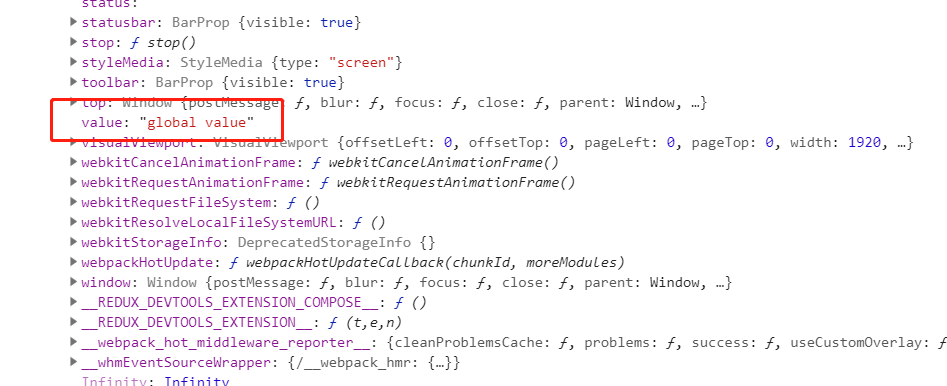 status:
statusbar: BarProp {visible: true}
stop: ƒ stop()
styleMedia: StyleMedia {type: "screen"}
toolbar: BarProp {visible: true}
top: Window {postMessage: ƒ, blur: ƒ, focus: ƒ, close: ƒ, parent: Window, …}
value: "global value"
visualViewport: VisualViewport {offsetLeft: 0, offsetTop: 0, pageLeft: 0, pageTop: 0, width: 1920, …}
webkitCancelAnimationFrame: ƒ webkitCancelAnimationFrame()
webkitRequestAnimationFrame: ƒ webkitRequestAnimationFrame()
webkitRequestFileSystem: ƒ ()
webkitResolveLocalFileSystemURL: ƒ ()
webkitStorageInfo: DeprecatedStorageInfo {}
webpackHotUpdate: ƒ webpackHotUpdateCallback(chunkId, moreModules)
window: Window {postMessage: ƒ, blur: ƒ, focus: ƒ, close: ƒ, parent: Window, …}
__REDUX_DEVTOOLS_EXTENSION_COMPOSE__: ƒ ()
__REDUX_DEVTOOLS_EXTENSION__: ƒ (t,e,n)
__webpack_hot_middleware_reporter__: {cleanProblemsCache: ƒ, problems: ƒ, success: ƒ, useCustomOverlay: ƒ
__whmEventSourceWrapper: {/__webpack_hmr: {…}}
Infinity: Infinity